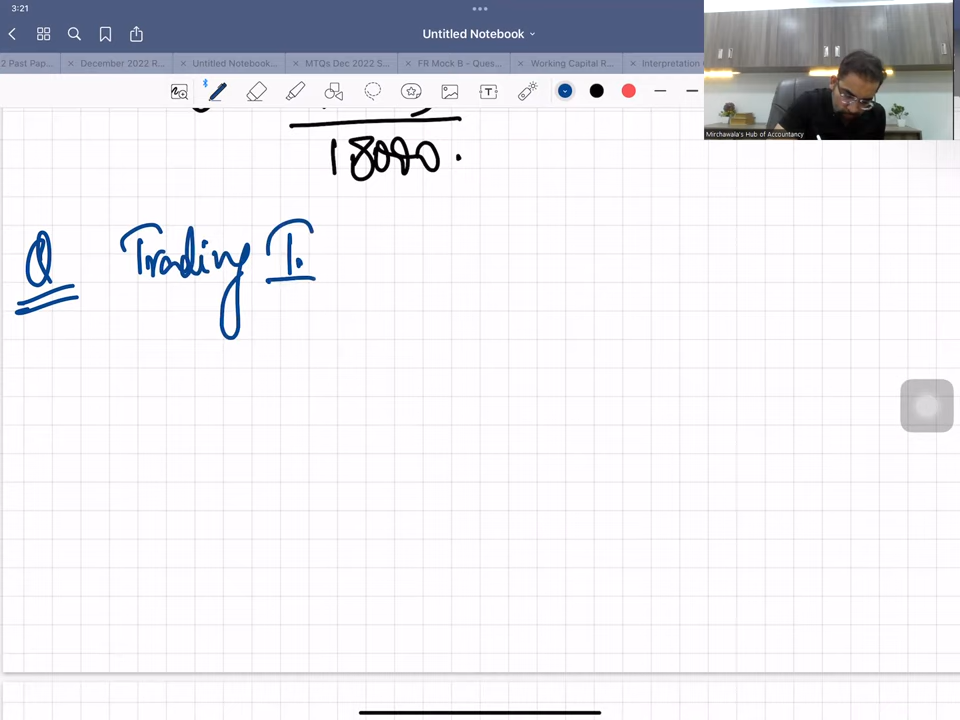 3:21
Untitled Notebook
2 Past Pap...
December 2022 R...
Untitled Notebook...
MTQs Dec 2022 S...
FR Mock B - Ques...
Working Capital R...
Interpretation
T
Mirchawala's Hub of Accountancy
18000.
Q Trading I.